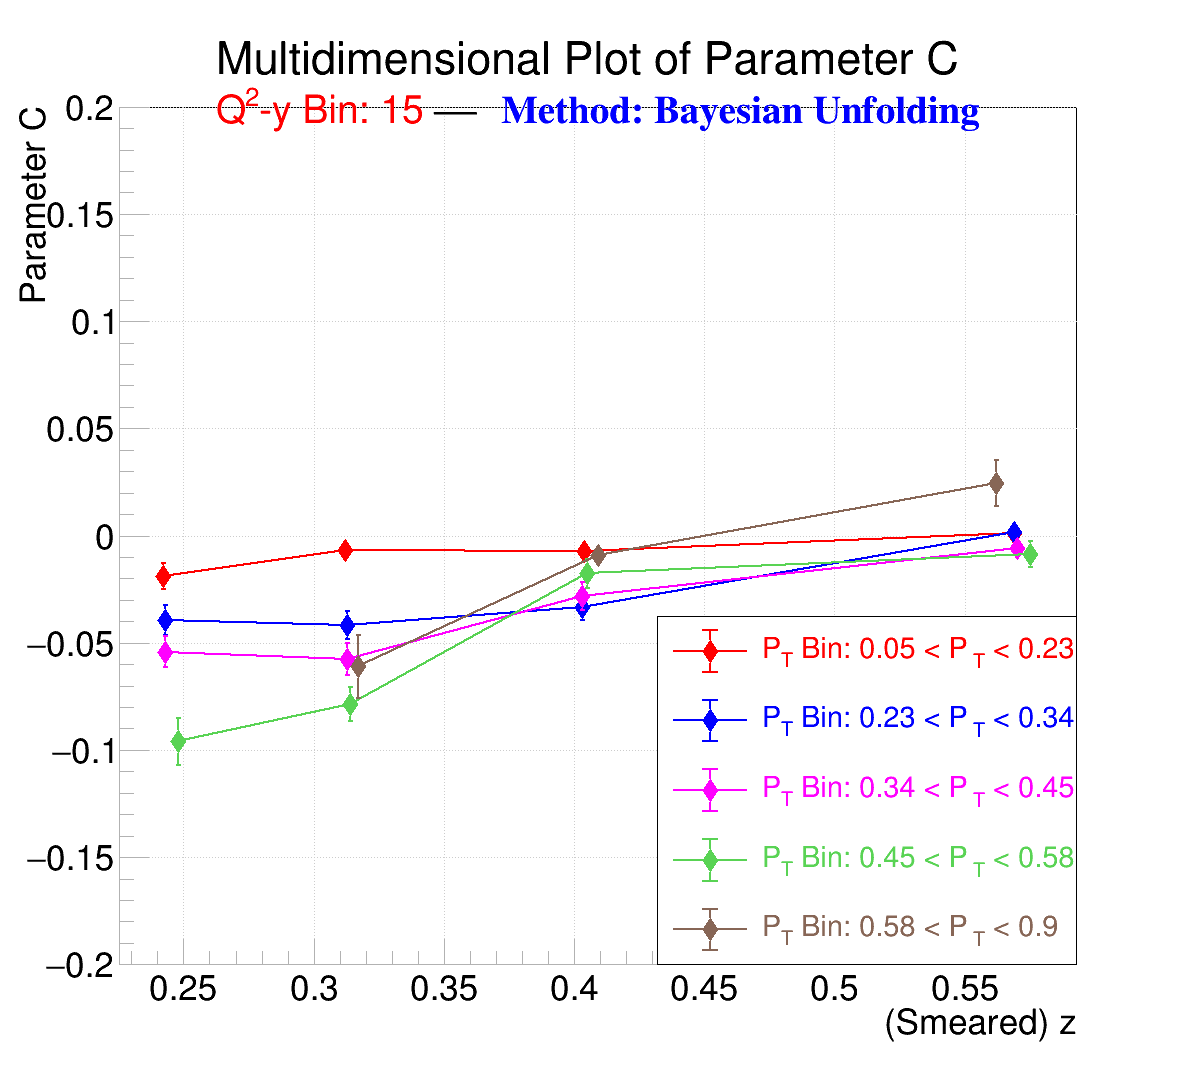 Multidimensional Plot of Parameter C
Q2-y Bin: 15 — Method: Bayesian Unfolding
Parameter C
0.2
0.15
0.1
0.05
0
−0.05
−0.1
−0.15
−0.2
PT Bin: 0.05 < PT < 0.23
PT Bin: 0.23 < PT < 0.34
PT Bin: 0.34 < PT < 0.45
PT Bin: 0.45 < PT < 0.58
PT Bin: 0.58 < PT < 0.9
0.25 0.3 0.35 0.4 0.45 0.5 0.55
(Smeared) z